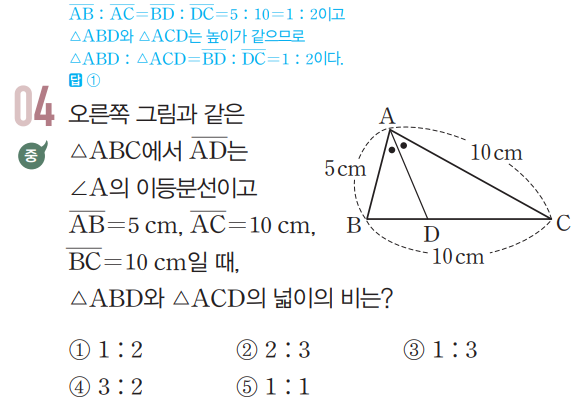 AB : AC=BD : DC=5 : 10=1 : 2이고
△ABD와 △ACD는 높이가 같으므로
△ABD : △ACD=BD : DC=1 : 2이다.
답 ①
04 오른쪽 그림과 같은
중 △ABC에서 AD는
∠A의 이등분선이고
AB=5 cm, AC=10 cm,
BC=10 cm일 때,
△ABD와 △ACD의 넓이의 비는?
A
5 cm
10 cm
B
D
C
10 cm
① 1 : 2 ② 2 : 3 ③ 1 : 3
④ 3 : 2 ⑤ 1 : 1